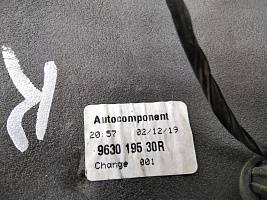 R
Autocomponent
20:57 02/12/19
9630 195 30R
Change 001